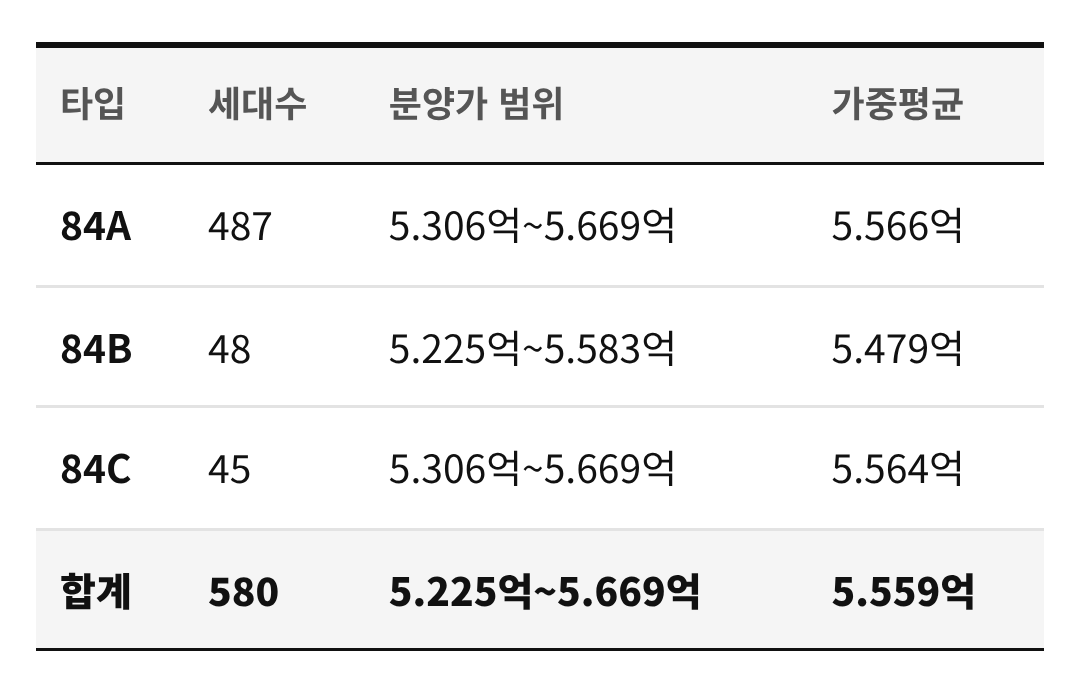 타입 세대수 분양가 범위 가중평균
84A 487 5.306억~5.669억 5.566억
84B 48 5.225억~5.583억 5.479억
84C 45 5.306억~5.669억 5.564억
합계 580 5.225억~5.669억 5.559억